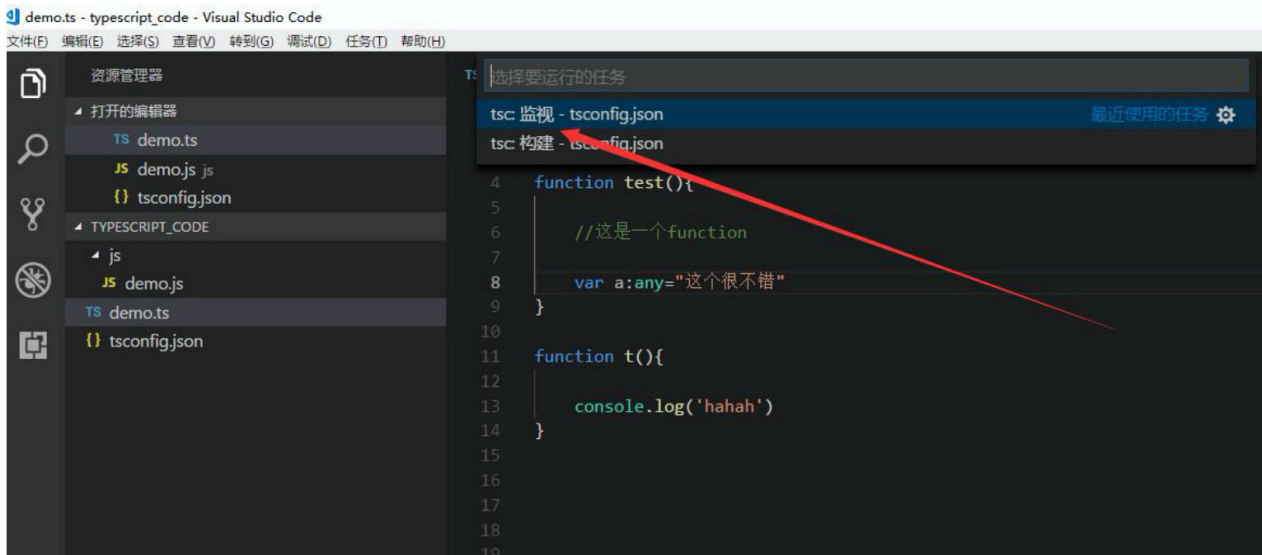 demo.ts - typescript_code - Visual Studio Code
文件(F) 编辑(E) 选择(S) 查看(V) 转到(G) 调试(D) 任务(T) 帮助(H)
资源管理器
打开的编辑器
TS demo.ts
JS demo.js js
{} tsconfig.json
TYPESCRIPT_CODE
js
JS demo.js
TS demo.ts
{} tsconfig.json
TS
选择要运行的任务
tsc: 监视 - tsconfig.json 最近使用的任务
tsc: 构建 - tsconfig.json
4 function test(){
5
6 //这是一个function
7
8 var a:any="这个很不错"
9 }
10
11 function t(){
12
13 console.log('hahah')
14 }
15
16
17
18
19